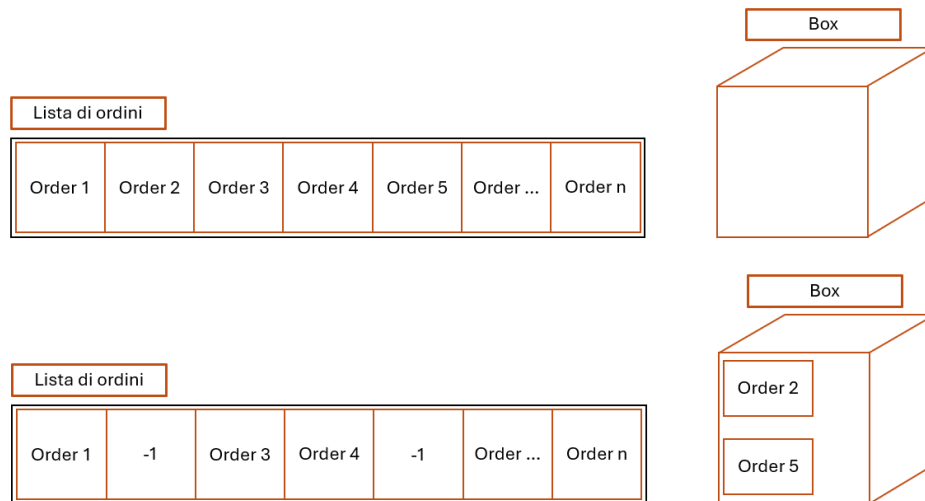 Box
Lista di ordini
Order 1 Order 2 Order 3 Order 4 Order 5 Order ... Order n
Box
Lista di ordini
Order 2
Order 1 -1 Order 3 Order 4 -1 Order ... Order n
Order 5